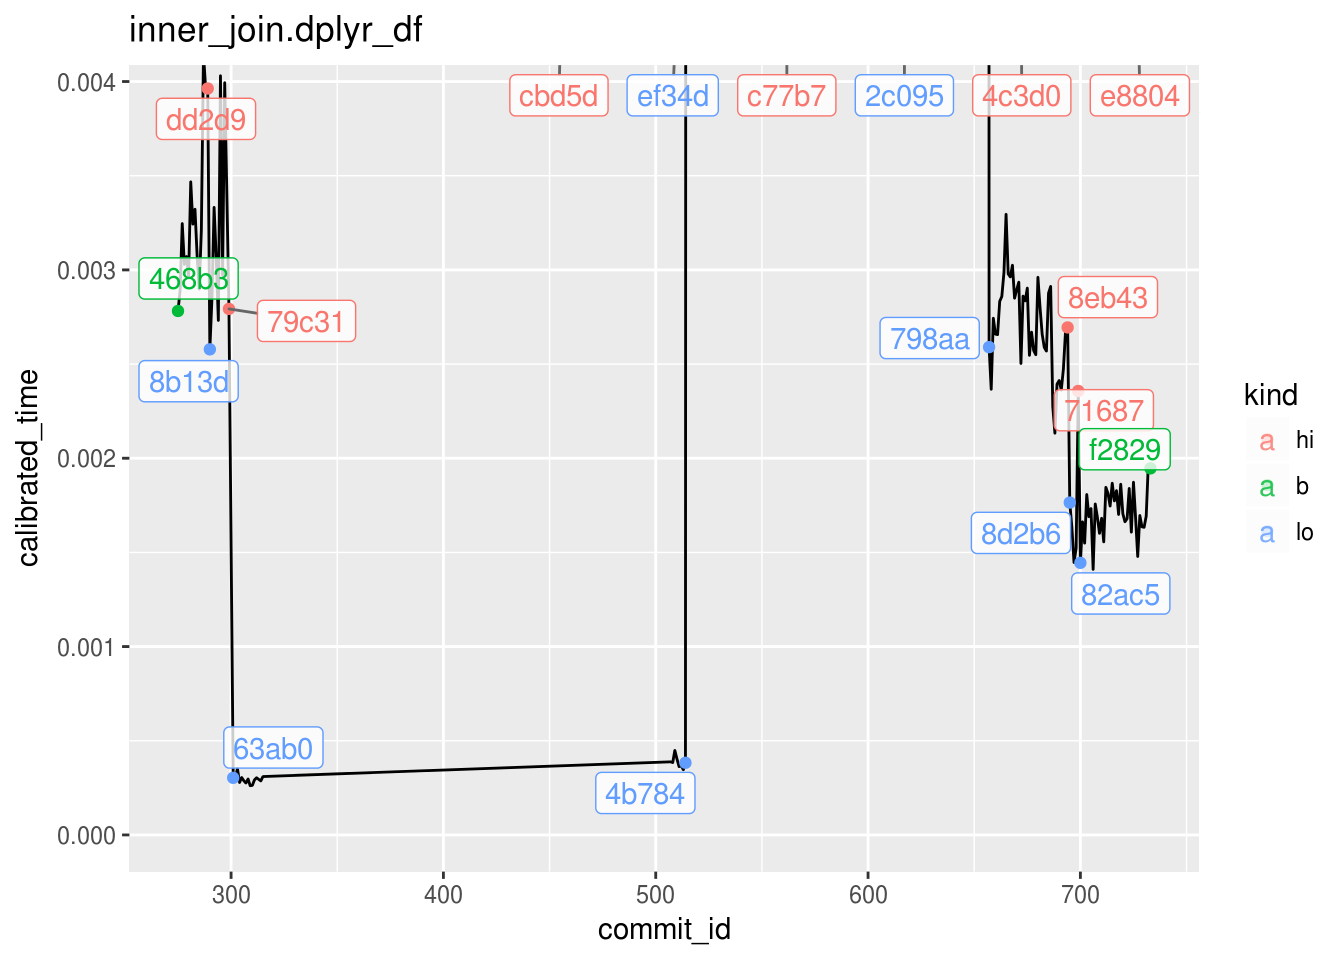 inner_join.dplyr_df
calibrated_time
0.004
0.003
0.002
0.001
0.000
dd2d9
cbd5d
ef34d
c77b7
2c095
4c3d0
e8804
468b3
79c31
8b13d
8eb43
798aa
71687
f2829
8d2b6
82ac5
63ab0
4b784
300
400
500
600
700
commit_id
kind
a hi
a b
a lo